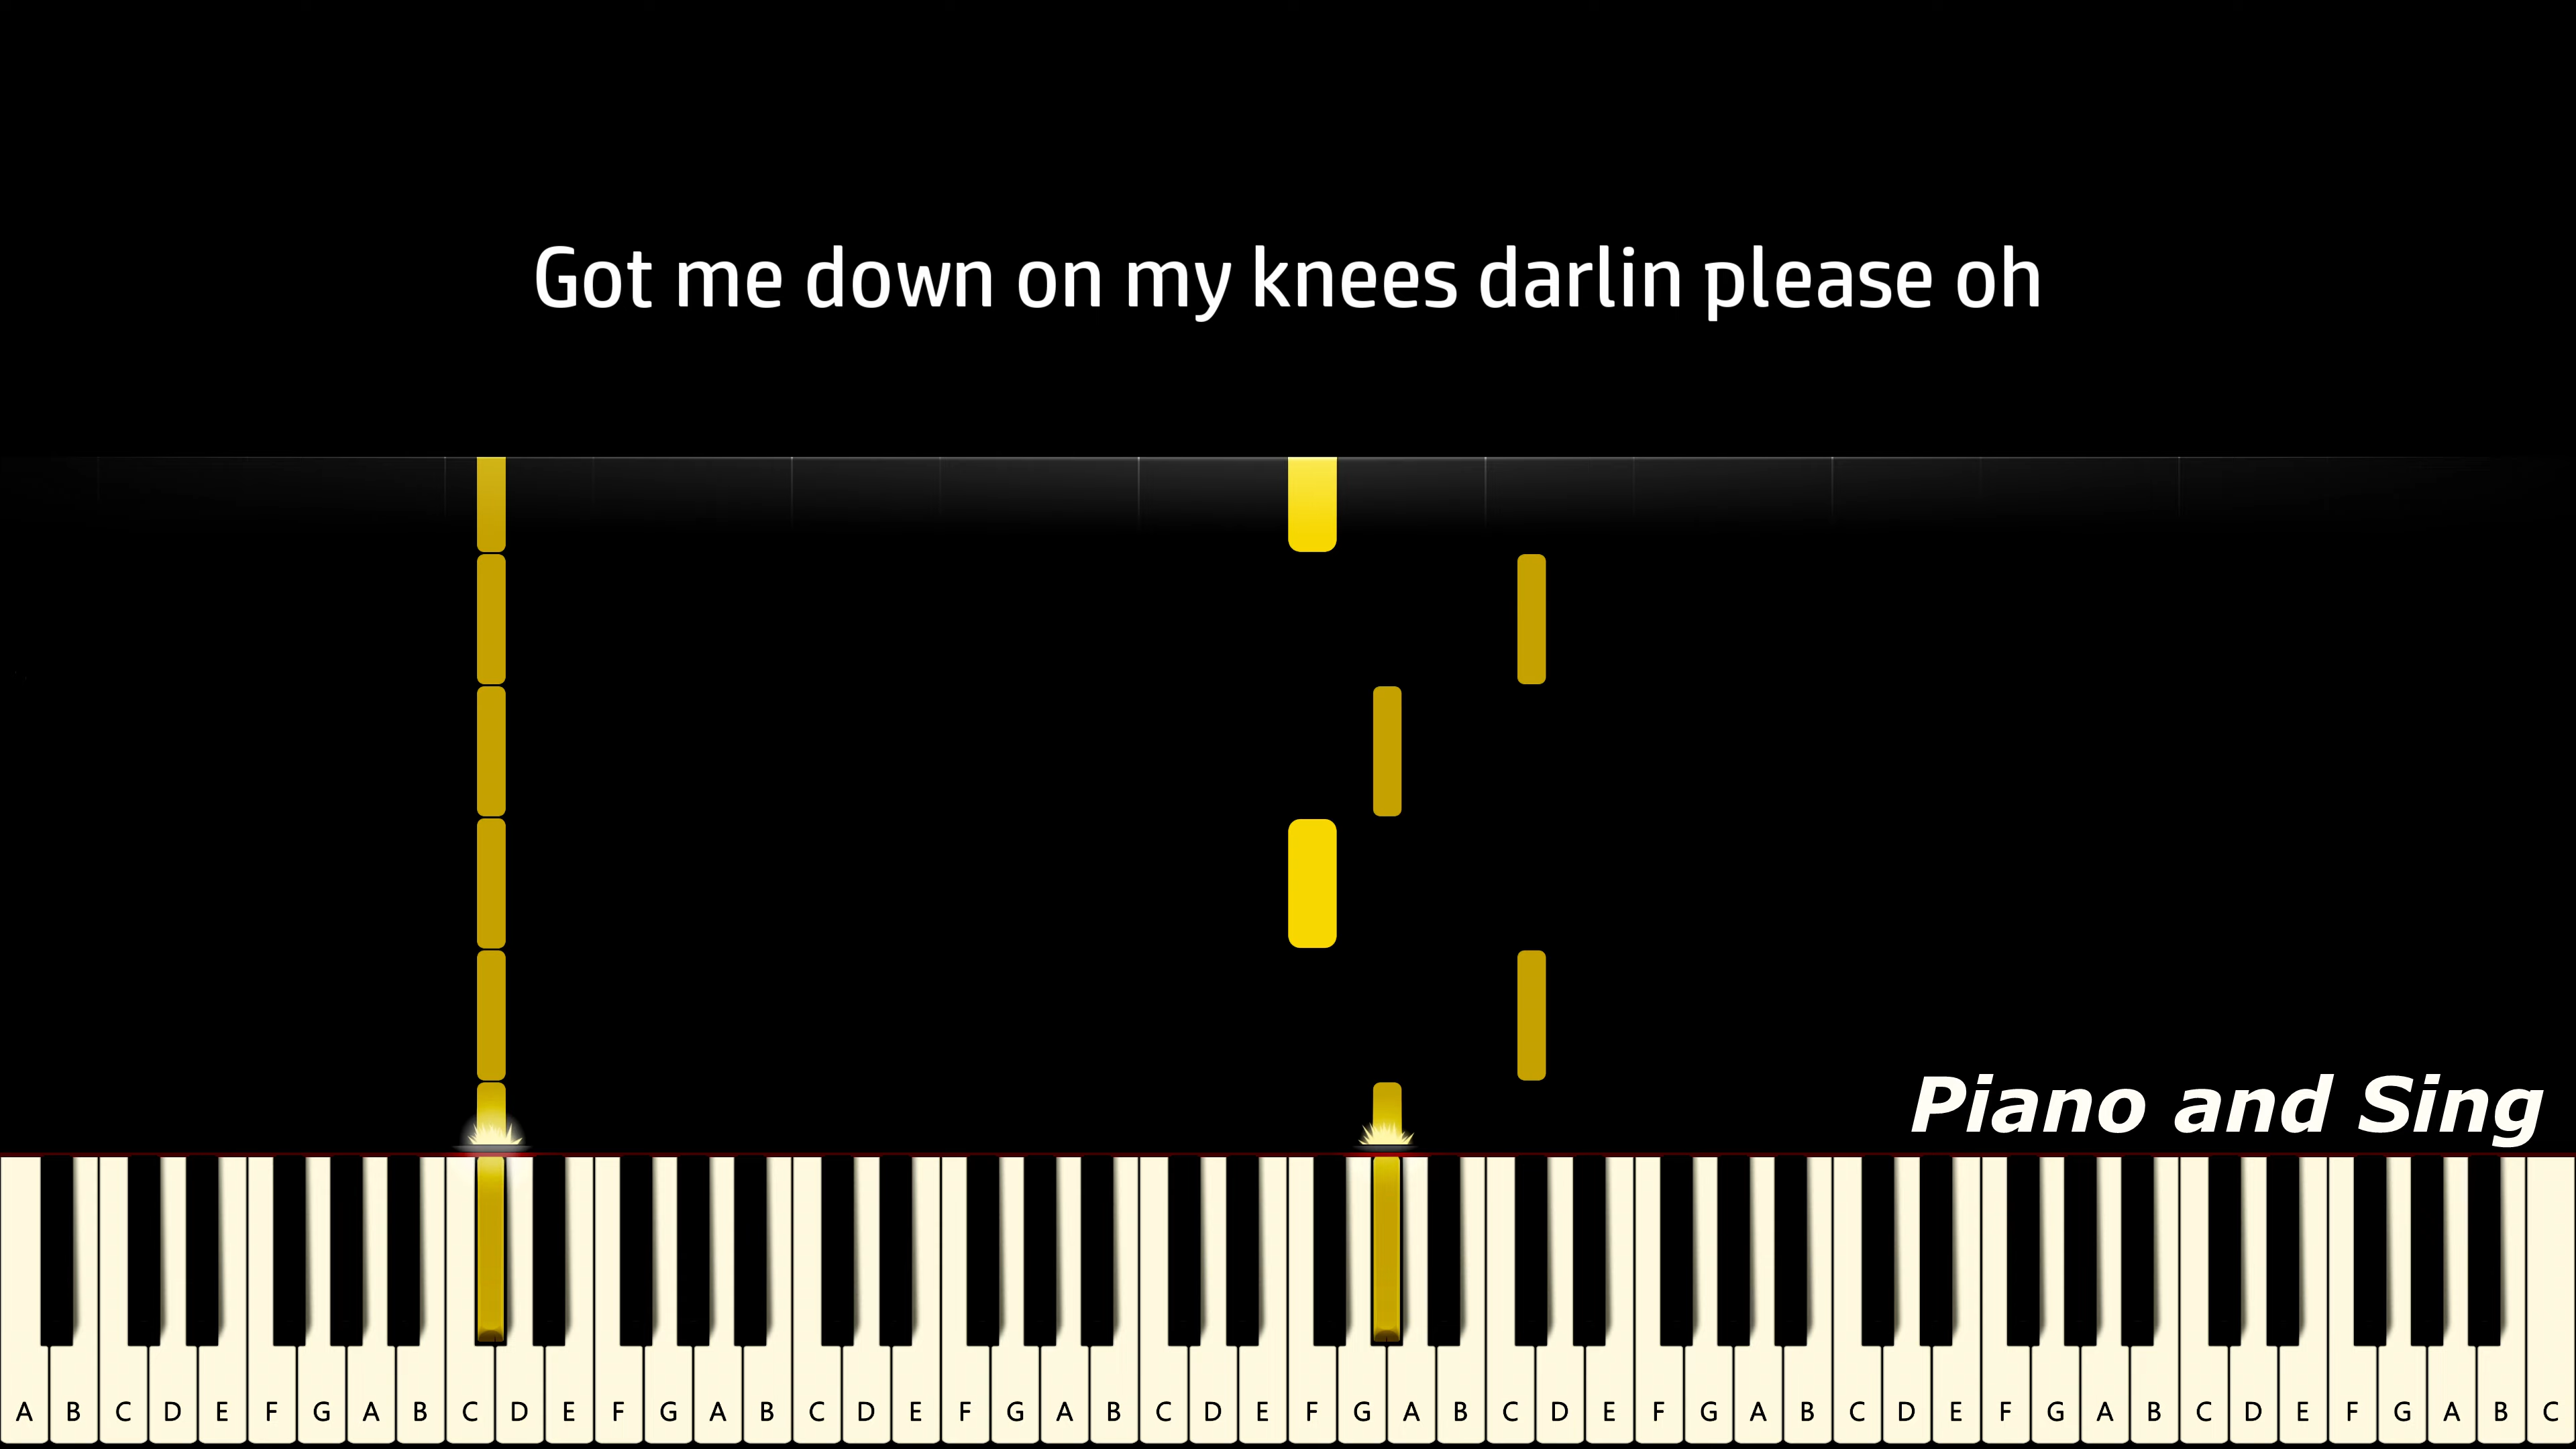 Got me down on my knees darlin please oh
Piano and Sing
A B C D E F G A B C D E F G A B C D E F G A B C D E F G A B C D E F G A B C D E F G A B C D E F G A B C